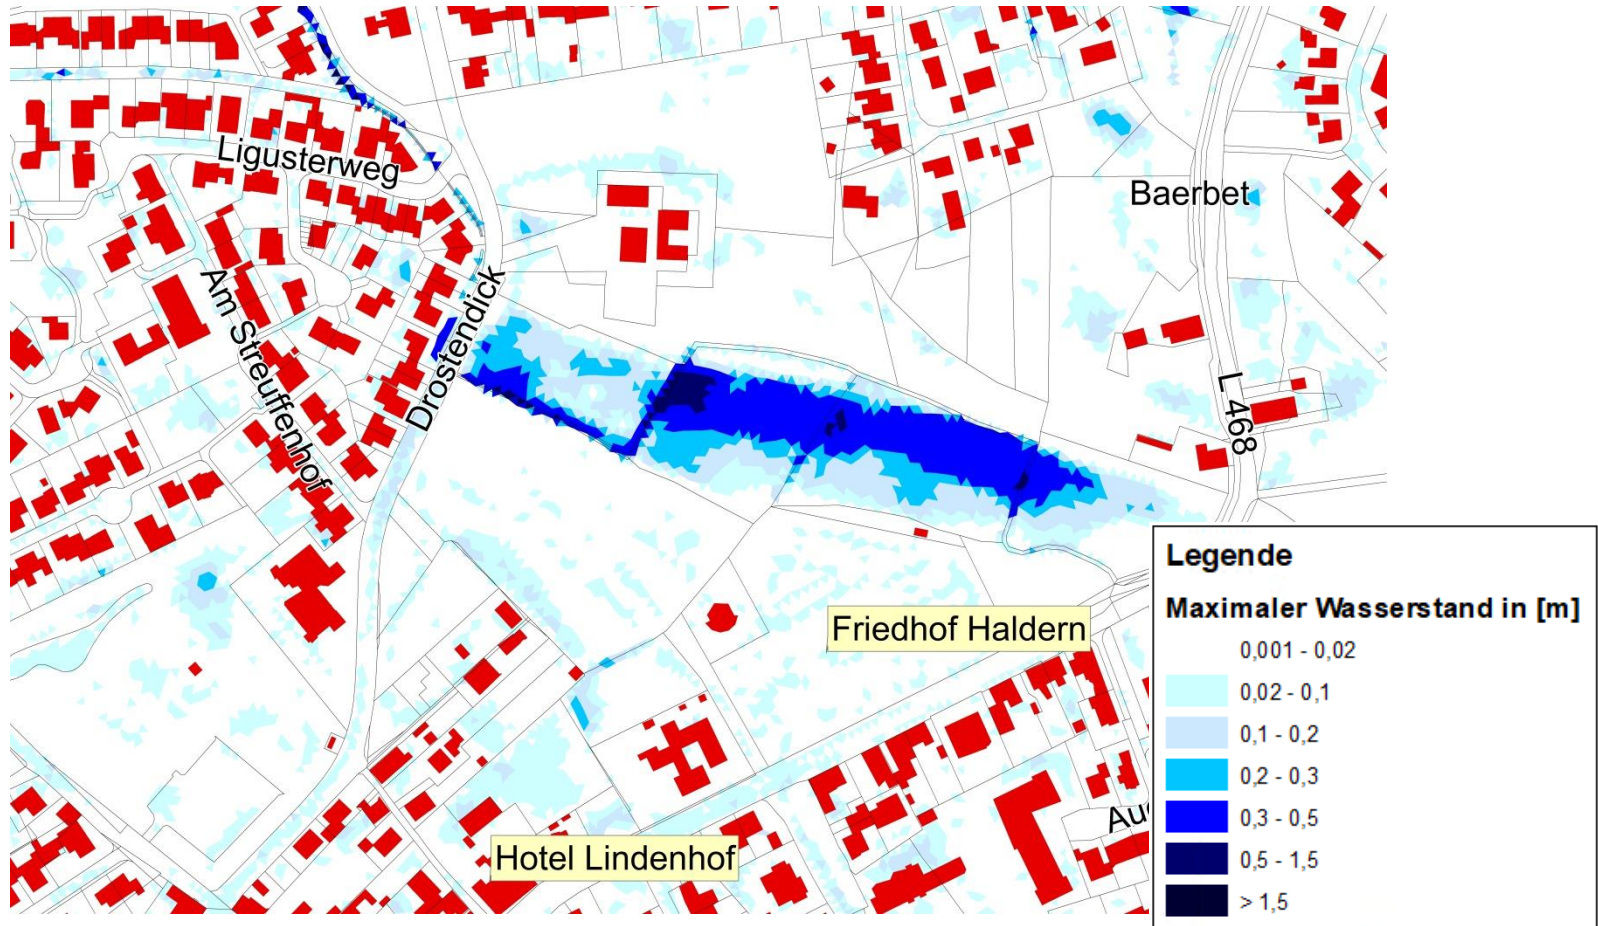 Ligusterweg
Baerbet
Am Streuffenhof
Drostendick
L 468
Friedhof Haldern
Hotel Lindenhof
Legende
Maximaler Wasserstand in [m]
0,001 - 0,02
0,02 - 0,1
0,1 - 0,2
0,2 - 0,3
0,3 - 0,5
0,5 - 1,5
> 1,5